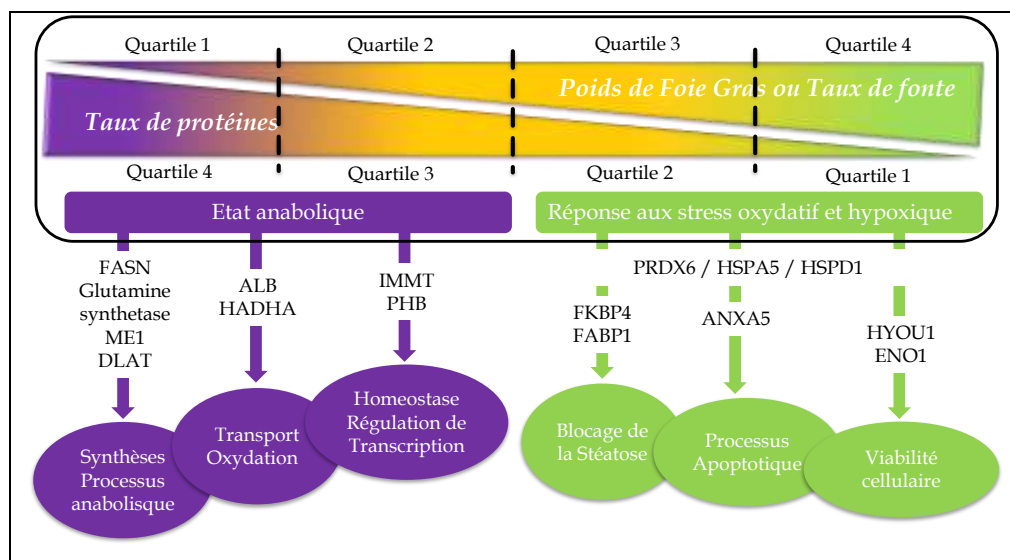 Quartile 1
Quartile 2
Quartile 3
Quartile 4
Poids de Foie Gras ou Taux de fonte
Taux de protéines
Quartile 4
Quartile 3
Quartile 2
Quartile 1
Etat anabolique
Réponse aux stress oxydatif et hypoxique
FASN
Glutamine
synthetase
ME1
DLAT
ALB
HADHA
IMMT
PHB
PRDX6 / HSPA5 / HSPD1
FKBP4
FABP1
ANXA5
HYOU1
ENO1
Synthèses
Processus
anabolisque
Transport
Oxydation
Homeostase
Régulation de
Transcription
Blocage de
la Stéatose
Processus
Apoptotique
Viabilité
cellulaire